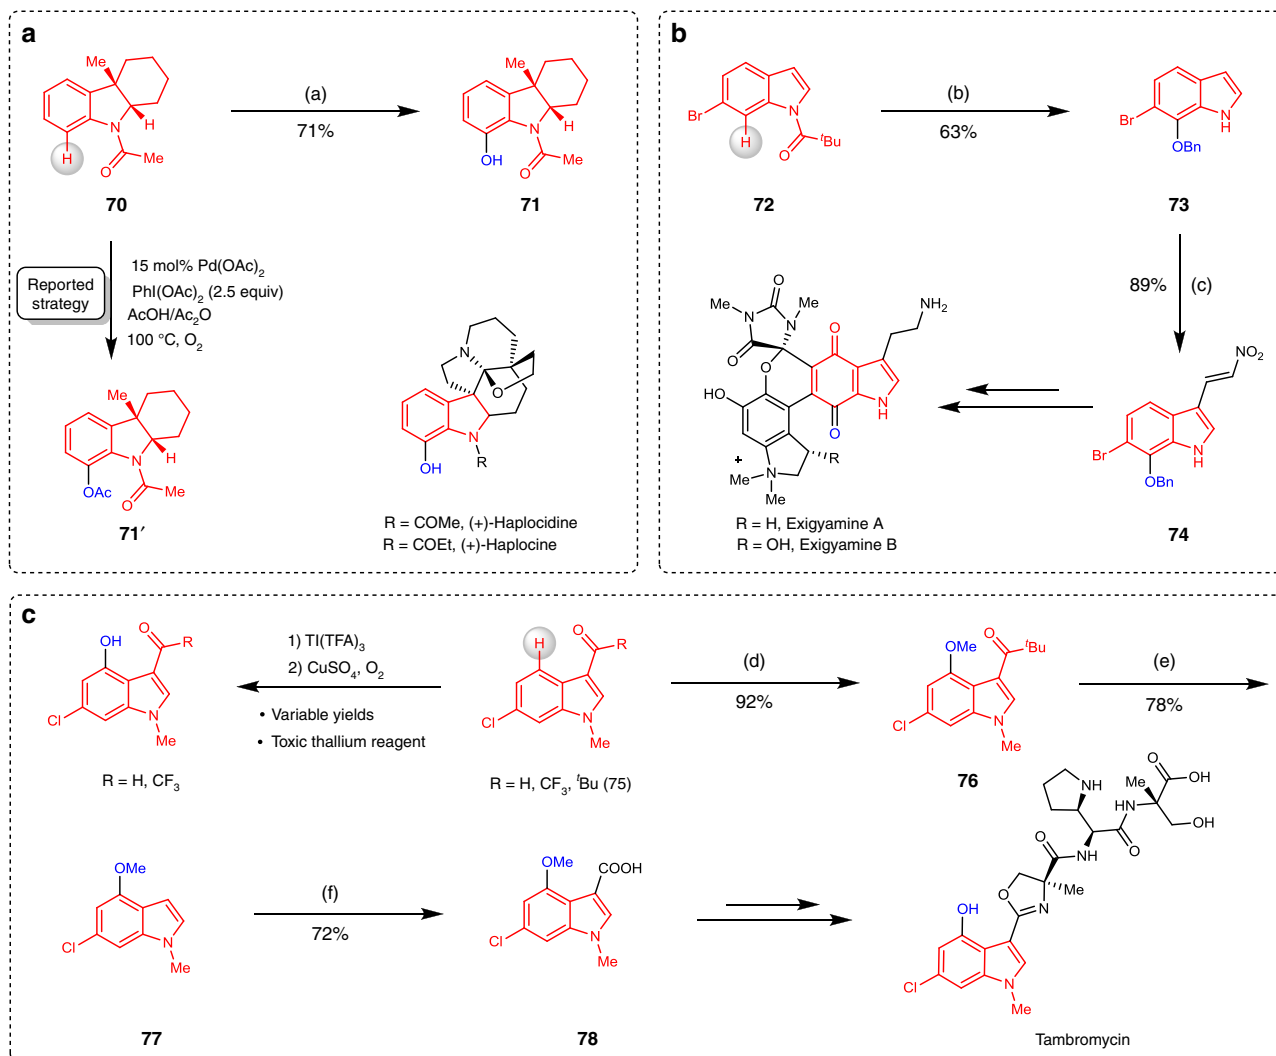 a
Me
H
N
H
O
Me
70
(a)
71%
Me
N
H
OH
O
Me
71
Reported
strategy
15 mol% Pd(OAc)2
PhI(OAc)2 (2.5 equiv)
AcOH/Ac2O
100 °C, O2
Me
N
H
OAc
O
Me
71′
N
O
N
OH
R
R = COMe, (+)-Haplocidine
R = COEt, (+)-Haplocine
b
Br
H
N
O
tBu
72
(b)
63%
Br
N
H
OBn
73
89%
(c)
NO2
Br
N
H
OBn
74
O
Me
N
N
Me
O
O
O
NH2
HO
N
H
O
+
R
Me
N
Me
R = H, Exigyamine A
R = OH, Exigyamine B
c
OH
O
R
Cl
N
Me
R = H, CF3
1) TI(TFA)3
2) CuSO4, O2
• Variable yields
• Toxic thallium reagent
H
O
R
Cl
N
Me
R = H, CF3, tBu (75)
(d)
92%
OMe
O
tBu
Cl
N
Me
76
(e)
78%
OMe
Cl
N
Me
77
(f)
72%
OMe
COOH
Cl
N
Me
78
NH
O
OH
Me
HN
OH
O
O
NH
O
Me
N
OH
Cl
N
Me
Tambromycin